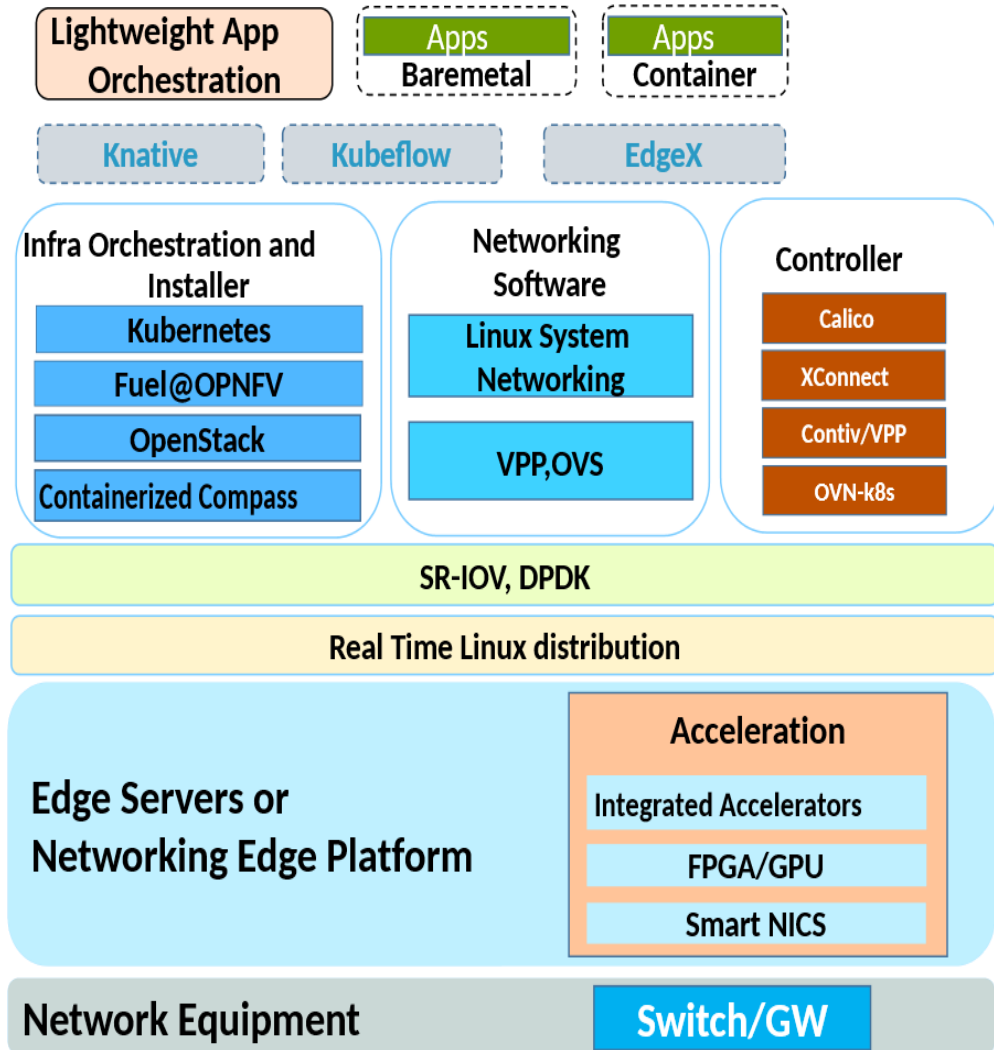 Lightweight App
Orchestration
Apps
Baremetal
Apps
Container
Knative
Kubeflow
EdgeX
Infra Orchestration and
Installer
Kubernetes
Fuel@OPNFV
OpenStack
Containerized Compass
Networking
Software
Linux System
Networking
VPP,OVS
Controller
Calico
XConnect
Contiv/VPP
OVN-k8s
SR-IOV, DPDK
Real Time Linux distribution
Edge Servers or
Networking Edge Platform
Acceleration
Integrated Accelerators
FPGA/GPU
Smart NICS
Network Equipment
Switch/GW